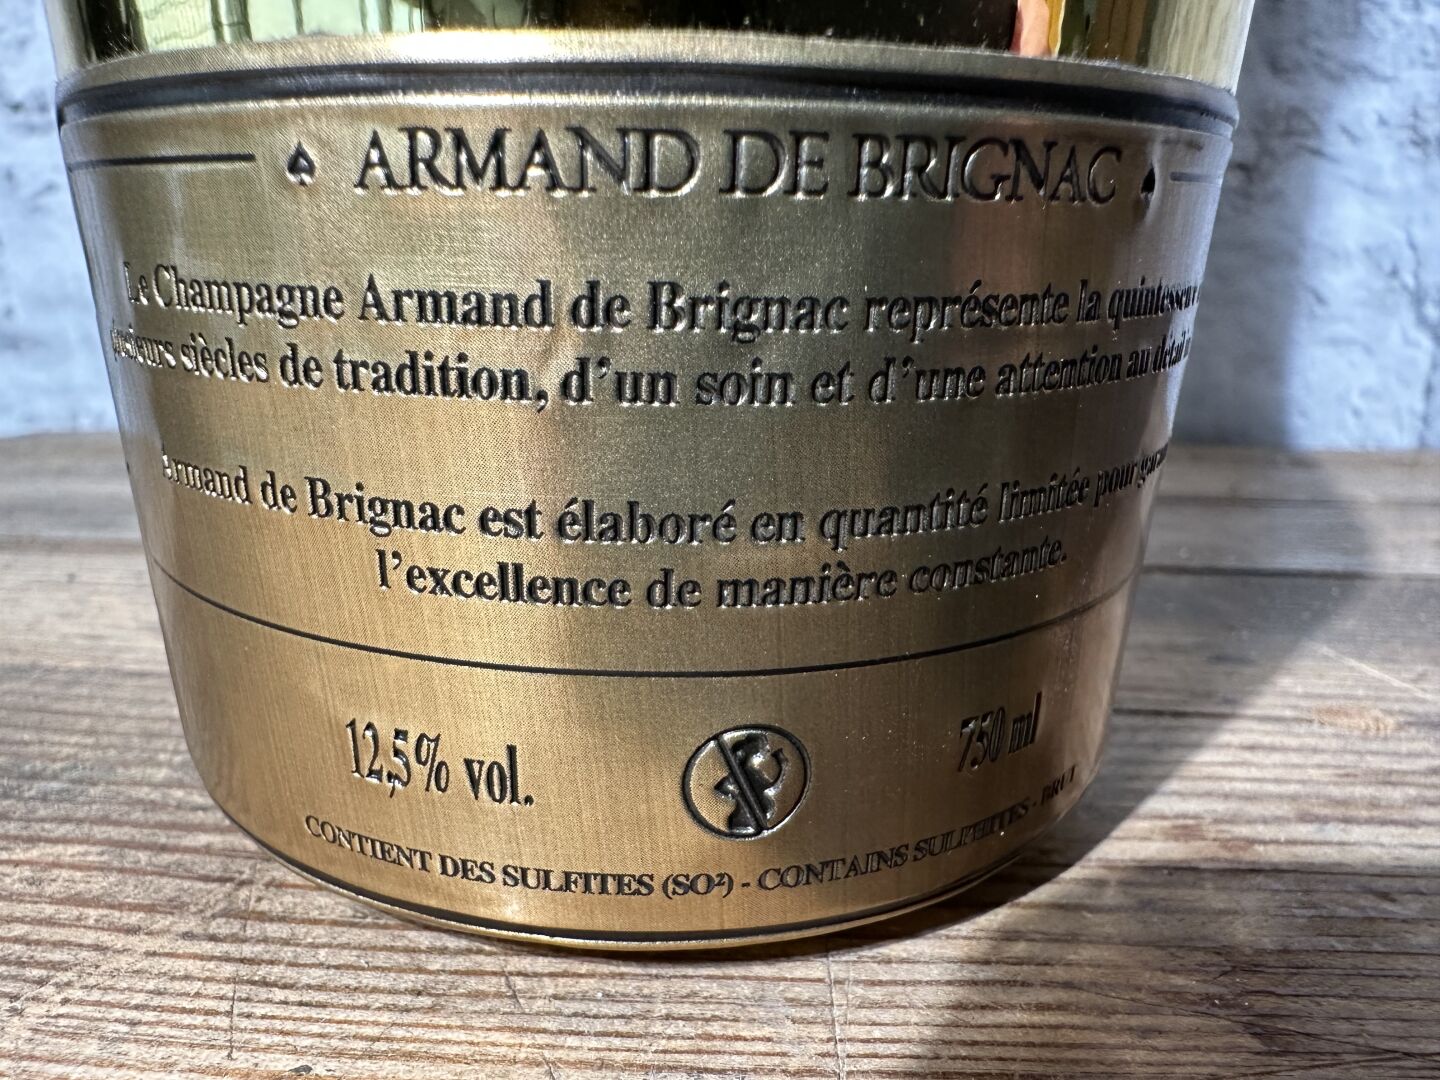 ARMAND DE BRIGNAC
Le Champagne Armand de Brignac représente la quintessence
plusieurs siècles de tradition, d'un soin et d'une attention au détail
Armand de Brignac est élaboré en quantité limitée pour
l'excellence de manière constante.
12,5% vol.
750 ml
CONTIENT DES SULFITES (SO²) - CONTAINS SULPHITES - BRUT